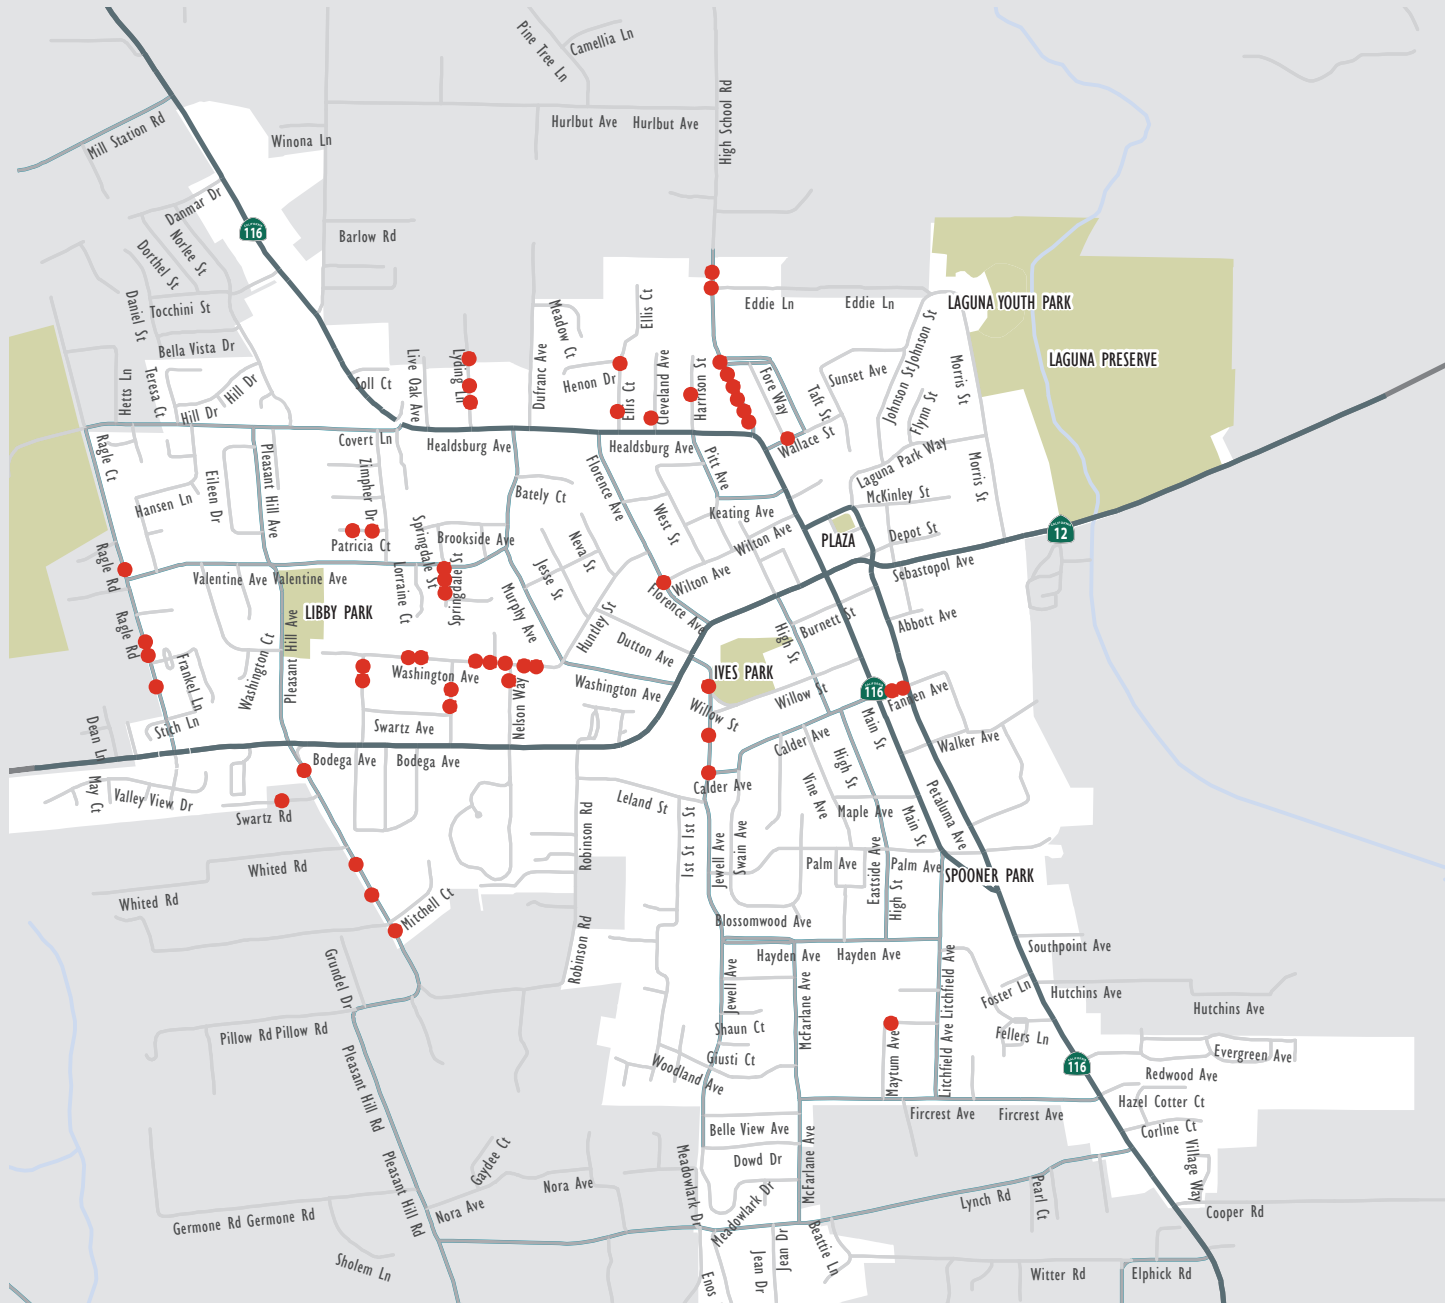 Pine Tree Ln
Camellia Ln
Hurlbut Ave
Hurlbut Ave
High School Rd
Mill Station Rd
Winona Ln
Danmar Dr
Norlee St
Dorthel St
116
Barlow Rd
Daniel St
Tocchini St
Bella Vista Dr
Meadow Ct
Ellis Ct
Eddie Ln
Eddie Ln
LAGUNA YOUTH PARK
LAGUNA PRESERVE
Johnson St
Johnson St
Morris St
Hetts Ln
Teresa Ct
Hill Dr
Hill Dr
Soll Ct
Live Oak Ave
Lyding Ln
Dufranc Ave
Henon Dr
Ellis Ct
Cleveland Ave
Harrison St
Fore Way
Taft St
Sunset Ave
Flynn St
Wallace St
Ragle Ct
Covert Ln
Healdsburg Ave
Healdsburg Ave
Pleasant Hill Ave
Eileen Dr
Hansen Ln
Zimpher Dr
Bately Ct
Florence Ave
West St
Pitt Ave
Keating Ave
Laguna Park Way
McKinley St
Morris St
Patricia Ct
Springdale St
Brookside Ave
Neva St
Jesse St
Wilton Ave
Wilton Ave
PLAZA
Depot St
12
Sebastopol Ave
Ragle Rd
Valentine Ave
Valentine Ave
Lorraine Ct
Springdale St
Murphy Ave
Huntley St
Florence Ave
Burnett St
Abbott Ave
Ragle Rd
LIBBY PARK
Dutton Ave
High St
Washington Ct
Pleasant Hill Ave
Frankel Ln
Washington Ave
Washington Ave
IVES PARK
Willow St
Willow St
116
Fannen Ave
Stich Ln
Dean Ln
Swartz Ave
Nelson Way
Main St
Calder Ave
Walker Ave
Bodega Ave
Bodega Ave
High St
May Ct
Valley View Dr
Swartz Rd
Leland St
Calder Ave
Vine Ave
Maple Ave
Main St
Petaluma Ave
Robinson Rd
1st St
1st St
Jewell Ave
Swain Ave
Palm Ave
Eastside Ave
Palm Ave
High St
SPOONER PARK
Whited Rd
Whited Rd
Mitchell Ct
Blossomwood Ave
Robinson Rd
Hayden Ave
Hayden Ave
Southpoint Ave
Grundel Dr
Jewell Ave
McFarlane Ave
Litchfield Ave
Foster Ln
Hutchins Ave
Hutchins Ave
Pillow Rd
Pillow Rd
Shaun Ct
Giusti Ct
Woodland Ave
Maytum Ave
Litchfield Ave
Fellers Ln
116
Evergreen Ave
Redwood Ave
Pleasant Hill Rd
Fircrest Ave
Fircrest Ave
Hazel Cotter Ct
Corline Ct
Village Way
Belle View Ave
Dowd Dr
McFarlane Ave
Meadowlark Dr
Meadowlark Dr
Gaydee Ct
Nora Ave
Nora Ave
Pleasant Hill Rd
Germone Rd
Germone Rd
Sholem Ln
Lynch Rd
Pearl Ct
Cooper Rd
Enos
Jean Dr
Jean Dr
Beattie Ln
Witter Rd
Elphick Rd